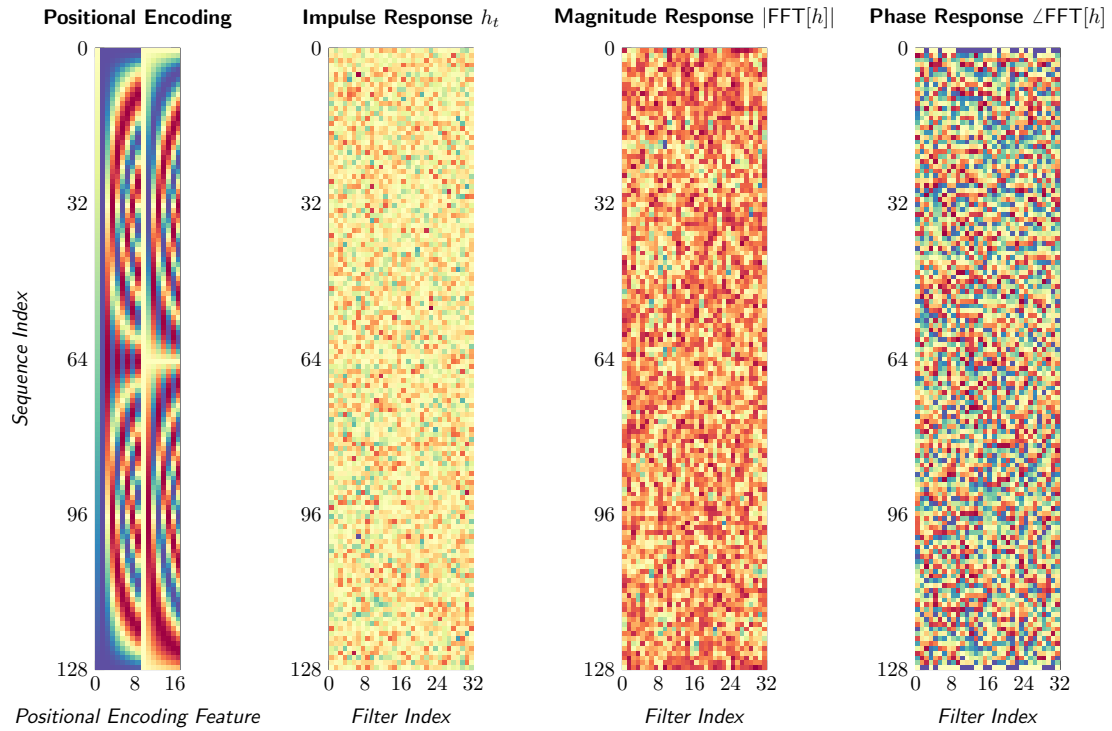 Positional Encoding
Impulse Response h_t
Magnitude Response |FFT[h]|
Phase Response ∠FFT[h]
Sequence Index
0
32
64
96
128
0 8 16
Positional Encoding Feature
0
32
64
96
128
0 8 16 24 32
Filter Index
0
32
64
96
128
0 8 16 24 32
Filter Index
0
32
64
96
128
0 8 16 24 32
Filter Index